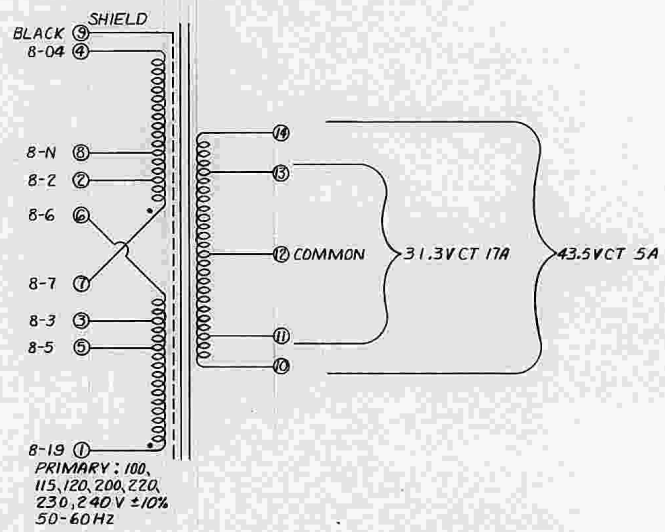 SHIELD
BLACK 9
8-04 4
8-N 8
8-2 2
8-6 6
8-7 7
8-3 3
8-5 5
8-19 1
PRIMARY: 100,
115, 120, 200, 220,
230, 240 V ±10%
50-60 Hz
14
13
12 COMMON
11
10
31.3V CT 17A
43.5V CT 5A